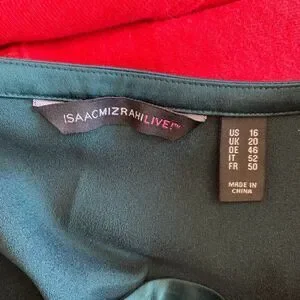 ISAACMIZRAHILIVE!™
US 16
UK 20
DE 46
IT 52
FR 50
MADE IN
CHINA